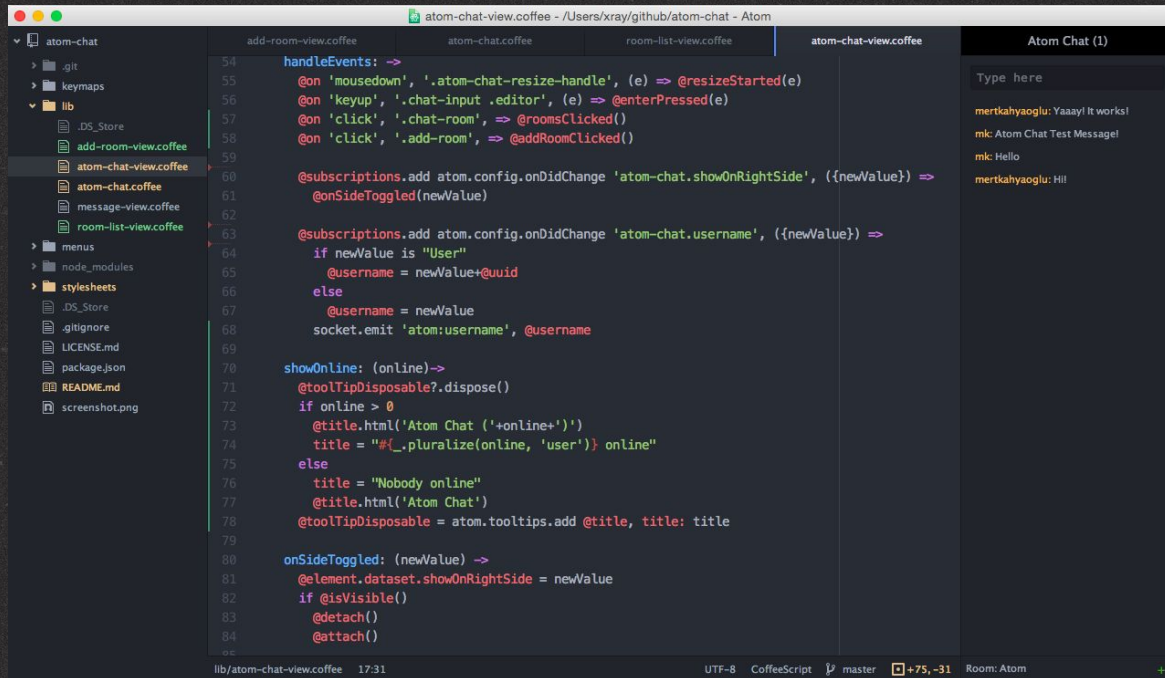 atom-chat-view.coffee - /Users/xray/github/atom-chat - Atom
atom-chat
.git
keymaps
lib
.DS_Store
add-room-view.coffee
atom-chat-view.coffee
atom-chat.coffee
message-view.coffee
room-list-view.coffee
menus
node_modules
stylesheets
.DS_Store
.gitignore
LICENSE.md
package.json
README.md
screenshot.png
add-room-view.coffee atom-chat.coffee room-list-view.coffee atom-chat-view.coffee
54 handleEvents: ->
55 @on 'mousedown', '.atom-chat-resize-handle', (e) => @resizeStarted(e)
56 @on 'keyup', '.chat-input .editor', (e) => @enterPressed(e)
57 @on 'click', '.chat-room', => @roomsClicked()
58 @on 'click', '.add-room', => @addRoomClicked()
59
60 @subscriptions.add atom.config.onDidChange 'atom-chat.showOnRightSide', ({newValue}) =>
61 @onSideToggled(newValue)
62
63 @subscriptions.add atom.config.onDidChange 'atom-chat.username', ({newValue}) =>
64 if newValue is "User"
65 @username = newValue+@uuid
66 else
67 @username = newValue
68 socket.emit 'atom:username', @username
69
70 showOnline: (online)->
71 @toolTipDisposable?.dispose()
72 if online > 0
73 @title.html('Atom Chat ('+online+')')
74 title = "#{_.pluralize(online, 'user')} online"
75 else
76 title = "Nobody online"
77 @title.html('Atom Chat')
78 @toolTipDisposable = atom.tooltips.add @title, title: title
79
80 onSideToggled: (newValue) ->
81 @element.dataset.showOnRightSide = newValue
82 if @isVisible()
83 @detach()
84 @attach()
85
lib/atom-chat-view.coffee 17:31 UTF-8 CoffeeScript master +75, -31
Atom Chat (1)
Type here
mertkahyaoglu: Yaaay! It works!
mk: Atom Chat Test Message!
mk: Hello
mertkahyaoglu: Hi!
Room: Atom +